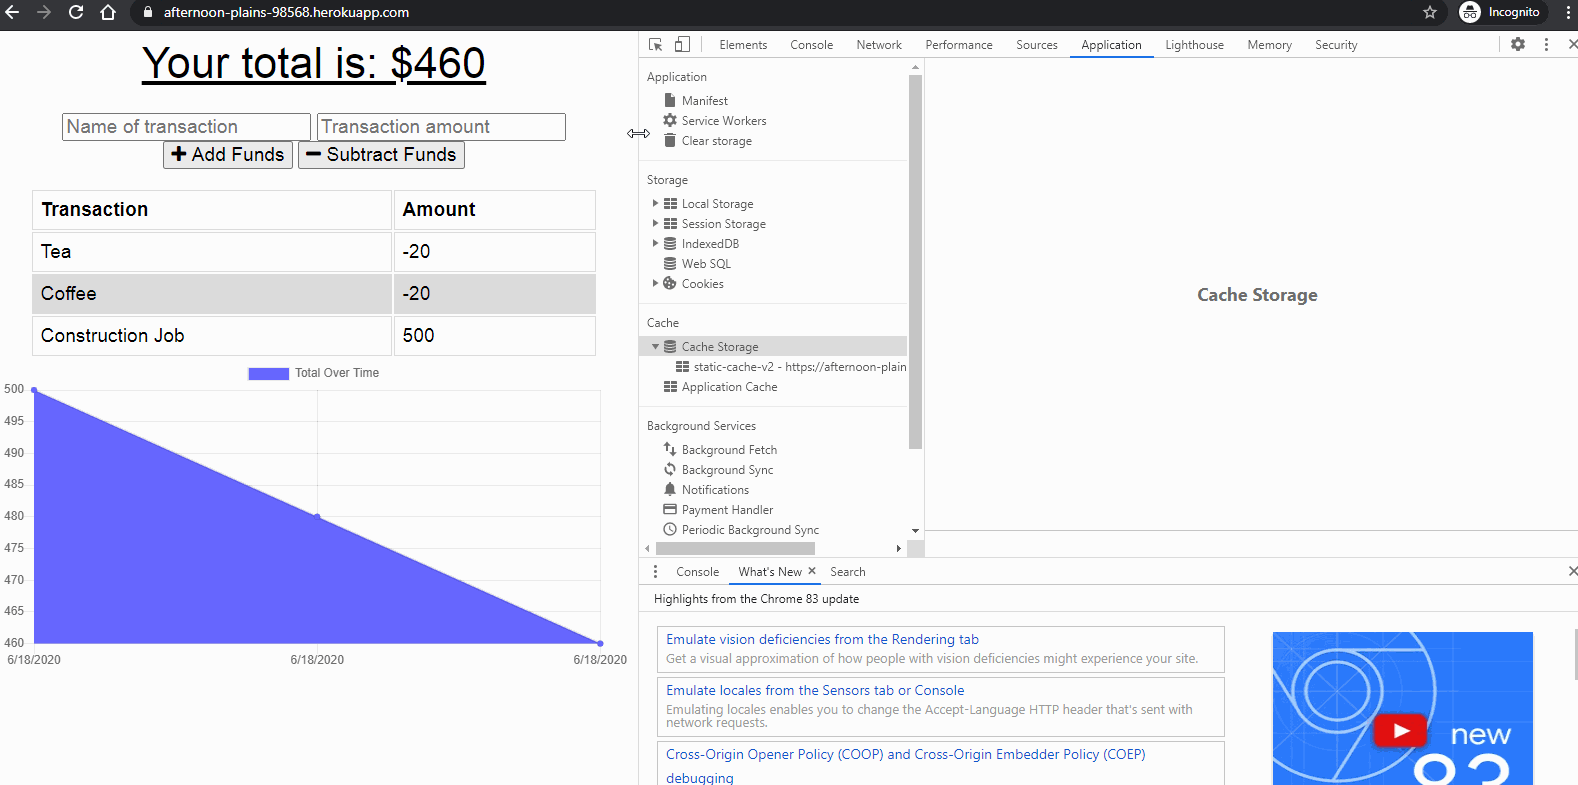 afternoon-plains-98568.herokuapp.com
Incognito
Your total is: $460
Name of transaction Transaction amount
Add Funds Subtract Funds
Transaction Amount
Tea -20
Coffee -20
Construction Job 500
Total Over Time
500
495
490
485
480
475
470
465
460
6/18/2020 6/18/2020 6/18/2020
Elements Console Network Performance Sources Application Lighthouse Memory Security
Application
Manifest
Service Workers
Clear storage
Storage
Local Storage
Session Storage
IndexedDB
Web SQL
Cookies
Cache
Cache Storage
static-cache-v2 - https://afternoon-plain
Application Cache
Background Services
Background Fetch
Background Sync
Notifications
Payment Handler
Periodic Background Sync
Cache Storage
Console What's New Search
Highlights from the Chrome 83 update
Emulate vision deficiencies from the Rendering tab
Get a visual approximation of how people with vision deficiencies might experience your site.
Emulate locales from the Sensors tab or Console
Emulating locales enables you to change the Accept-Language HTTP header that's sent with
network requests.
Cross-Origin Opener Policy (COOP) and Cross-Origin Embedder Policy (COEP)
debugging
new
83